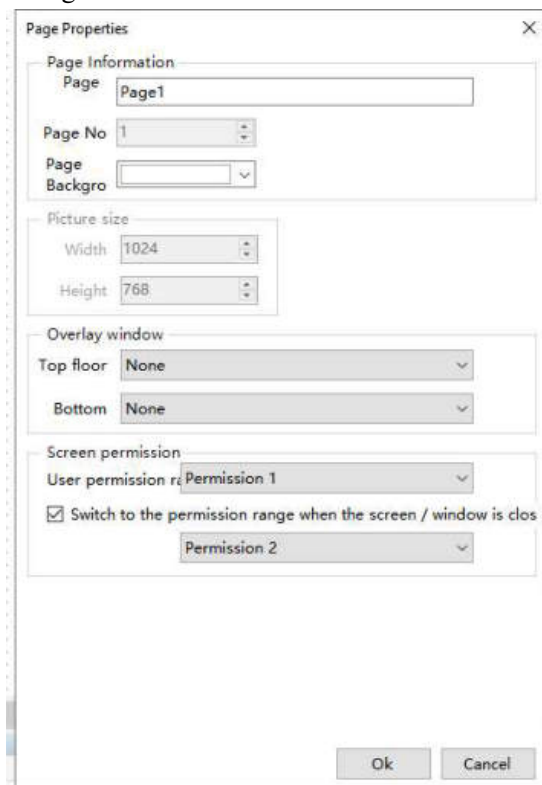 Page Properties
Page Information
Page
Page1
Page No 1
Page
Backgro
Picture size
Width 1024
Height 768
Overlay window
Top floor None
Bottom None
Screen permission
User permission ra Permission 1
Switch to the permission range when the screen / window is clos
Permission 2
Ok Cancel